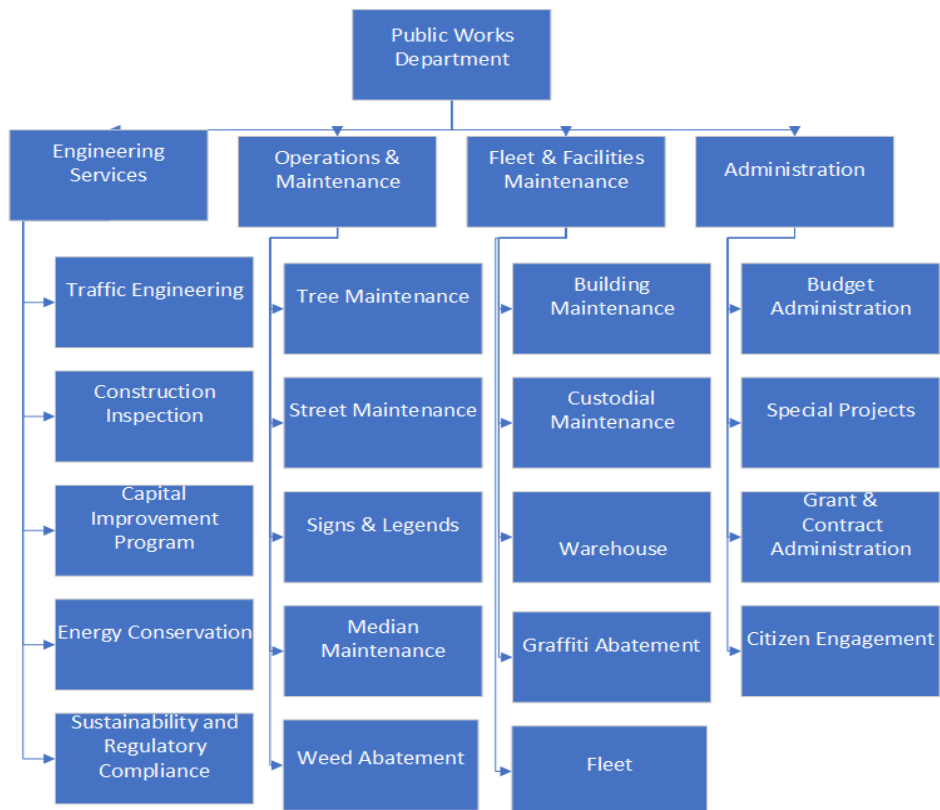 Public Works
Department
Engineering
Services
Operations &
Maintenance
Fleet & Facilities
Maintenance
Administration
Traffic Engineering
Construction
Inspection
Capital
Improvement
Program
Energy Conservation
Sustainability and
Regulatory
Compliance
Tree Maintenance
Street Maintenance
Signs & Legends
Median
Maintenance
Weed Abatement
Building
Maintenance
Custodial
Maintenance
Warehouse
Graffiti Abatement
Fleet
Budget
Administration
Special Projects
Grant &
Contract
Administration
Citizen Engagement